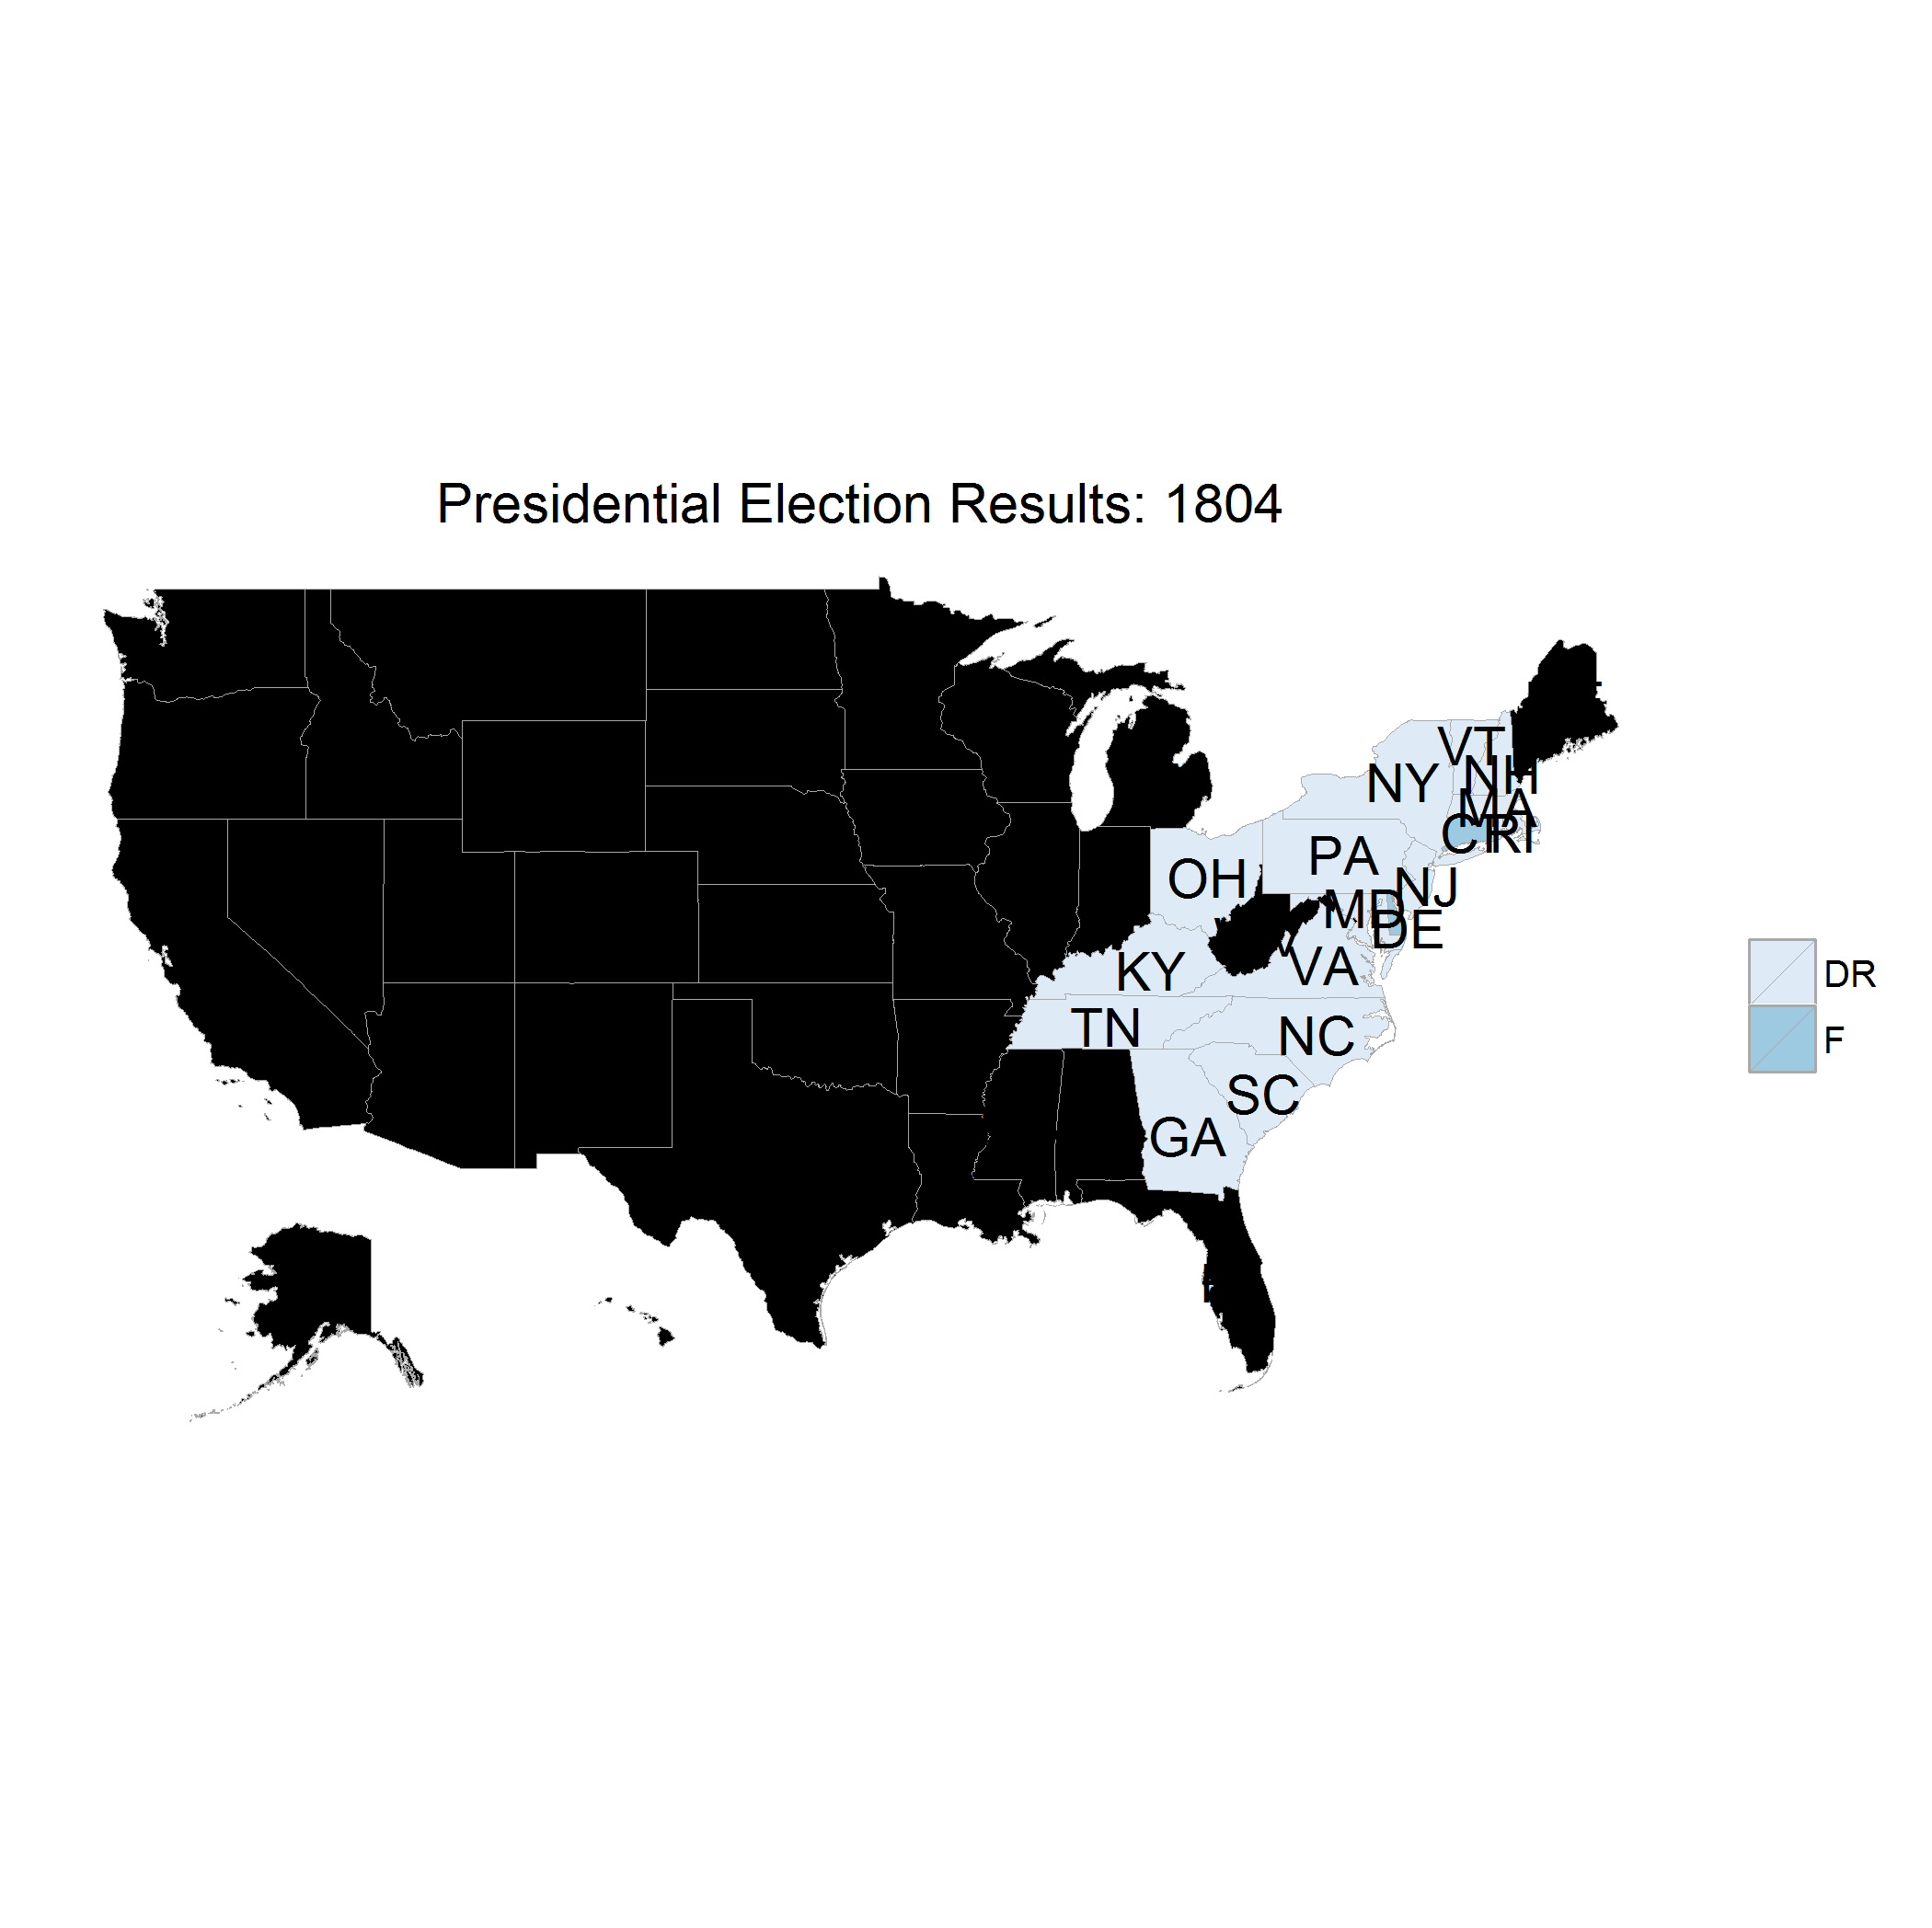 Presidential Election Results: 1804
VT
NH
NY
MA
CT
RI
PA
OH
NJ
MD
DE
VA
KY
TN
NC
SC
GA
DR
F